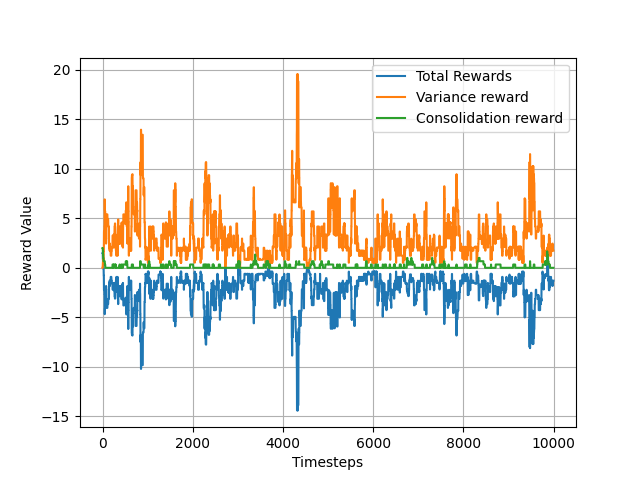 20
15
10
5
0
−5
−10
−15
Reward Value
Total Rewards
Variance reward
Consolidation reward
0 2000 4000 6000 8000 10000
Timesteps